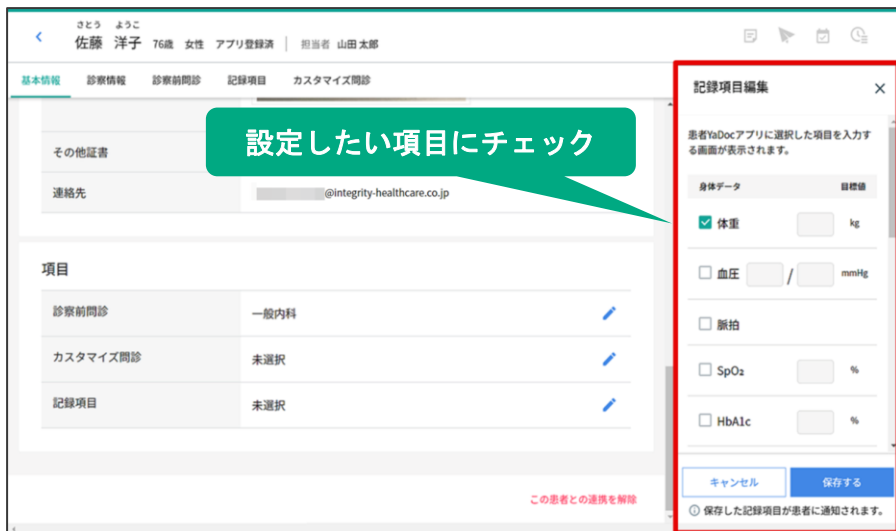 さとう ようこ
佐藤 洋子 76歳 女性 アプリ登録済 担当者 山田 太郎
基本情報 診察情報 診察前問診 記録項目 カスタマイズ問診
設定したい項目にチェック
その他証書
連絡先 @integrity-healthcare.co.jp
項目
診察前問診 一般内科
カスタマイズ問診 未選択
記録項目 未選択
この患者との連携を解除
記録項目編集
患者YaDocアプリに選択した項目を入力す
る画面が表示されます。
身体データ 目標値
体重 kg
血圧 / mmHg
脈拍
SpO₂ %
HbA1c %
キャンセル 保存する
保存した記録項目が患者に通知されます。